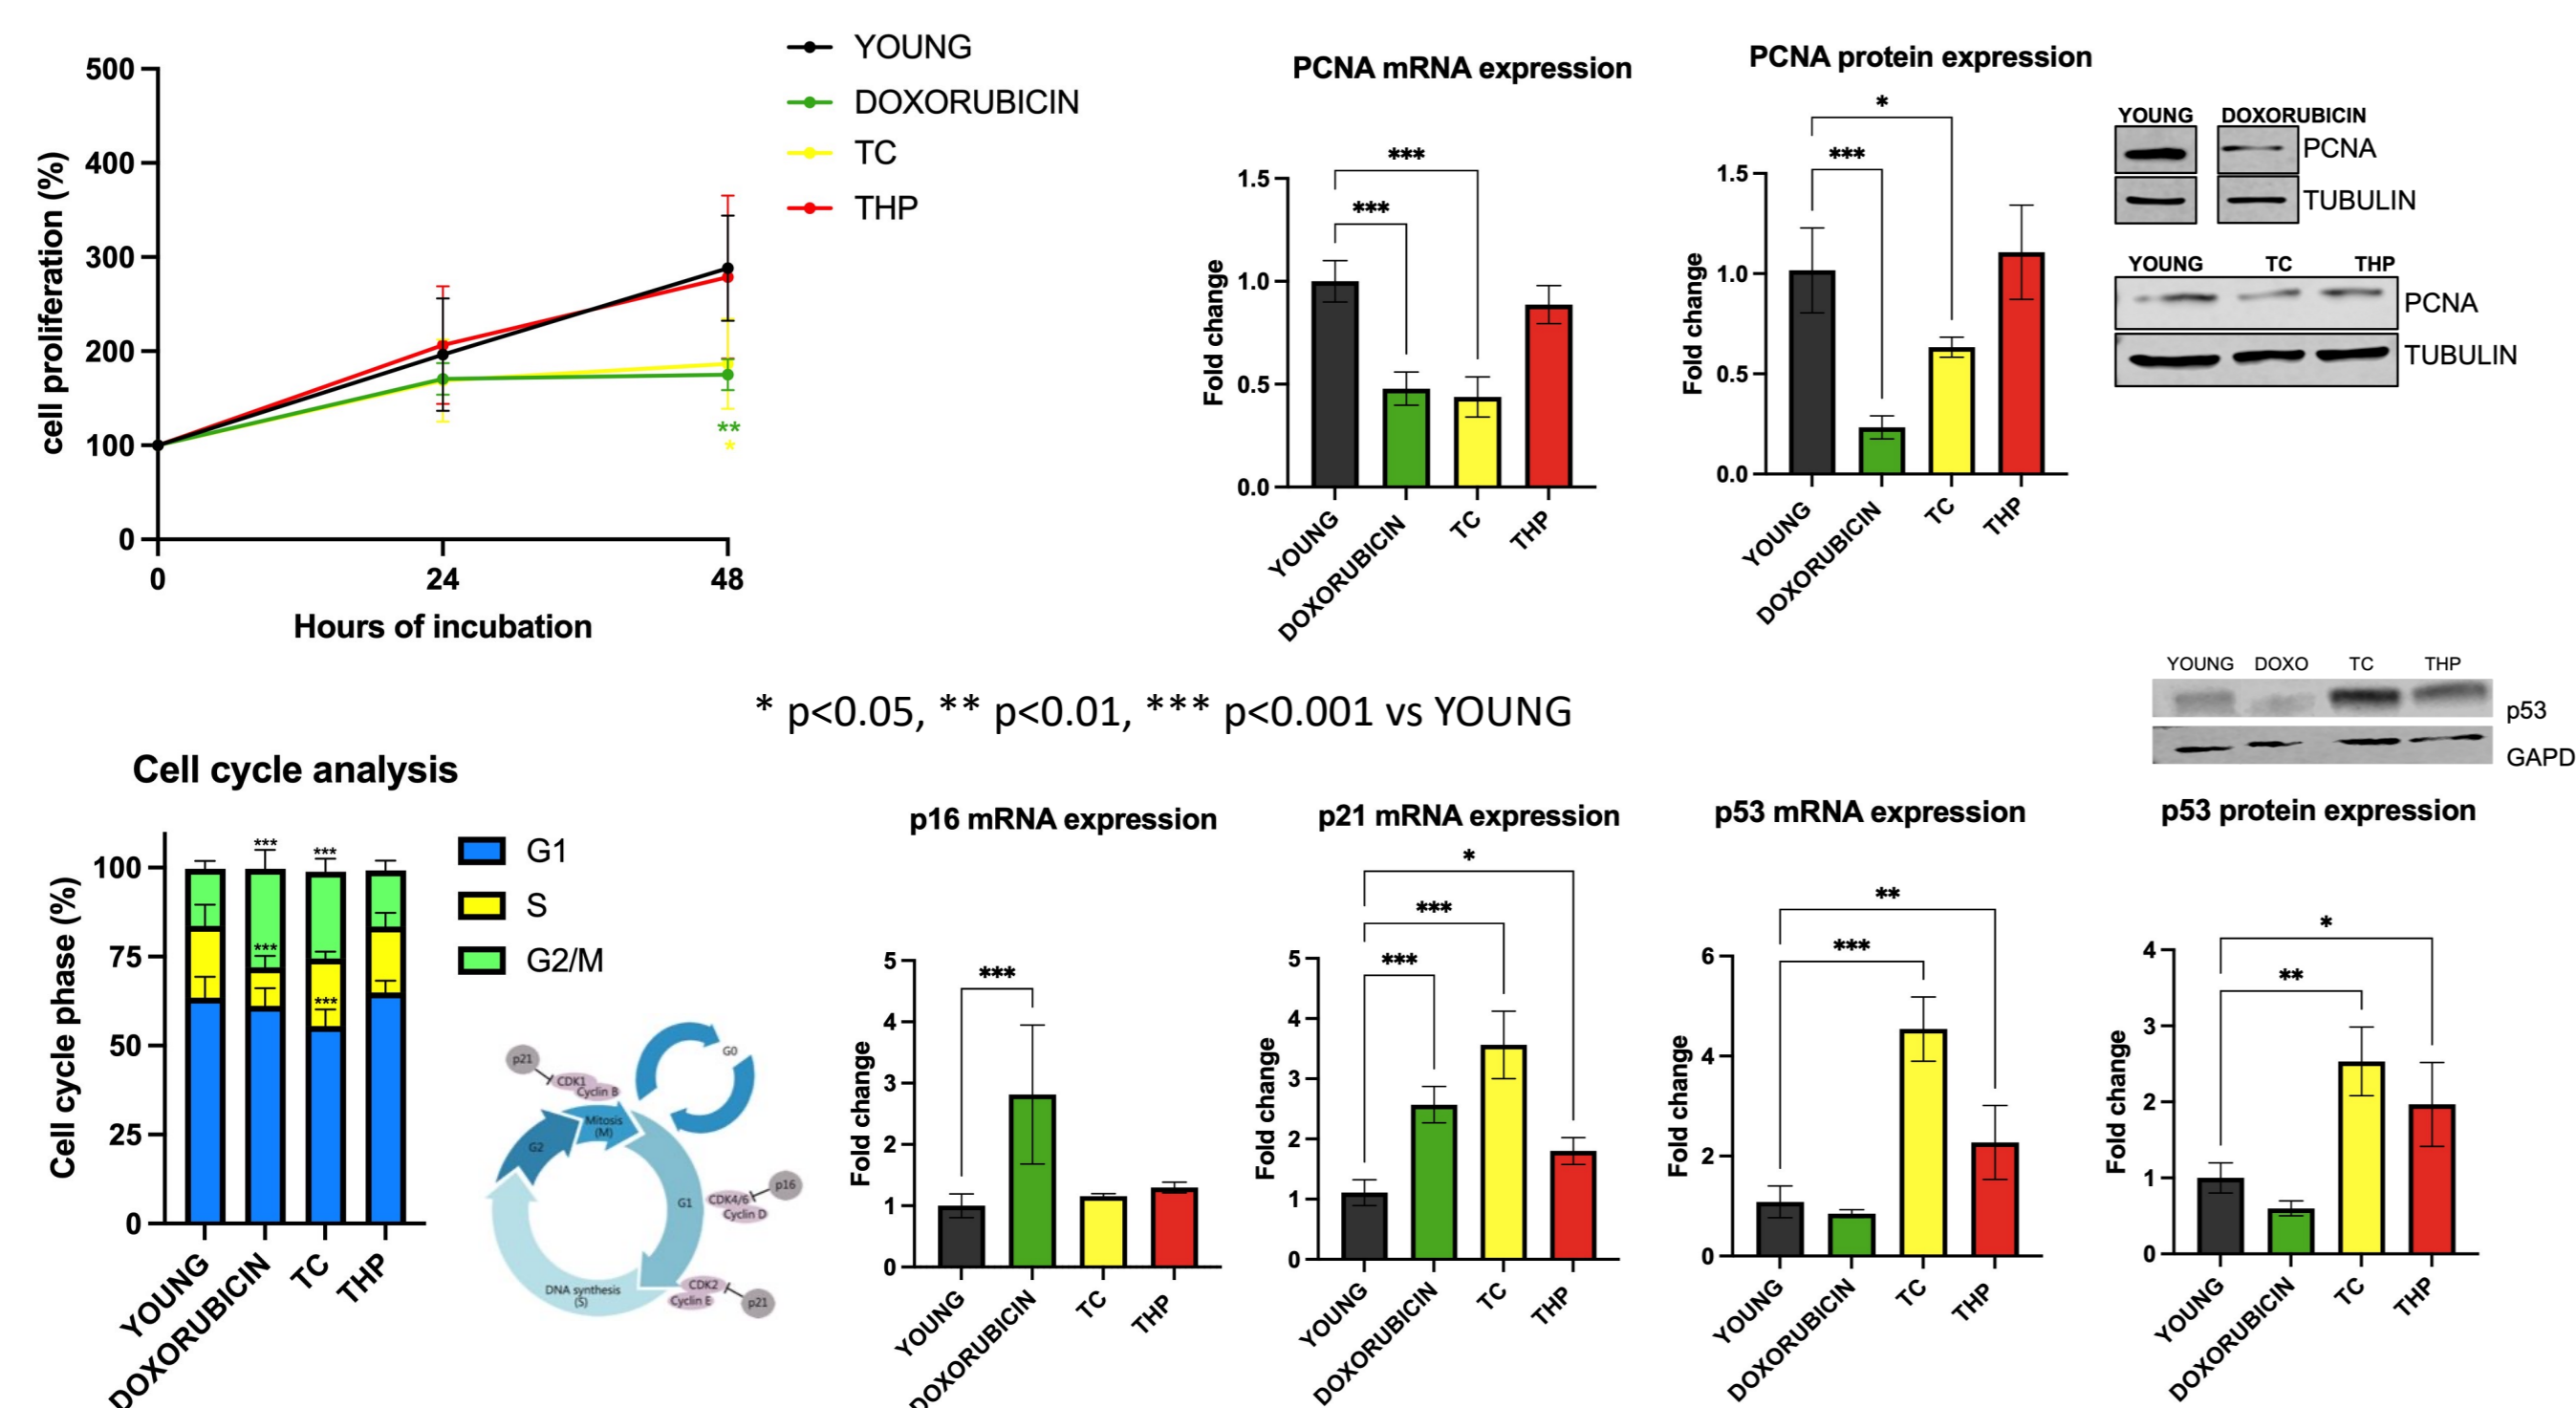 500
400
300
200
100
0
cell proliferation (%)
0
24
48
Hours of incubation
YOUNG
DOXORUBICIN
TC
THP
PCNA mRNA expression
***
***
1.5
1.0
0.5
0.0
Fold change
YOUNG
DOXORUBICIN
TC
THP
PCNA protein expression
*
***
1.5
1.0
0.5
0.0
Fold change
YOUNG
DOXORUBICIN
TC
THP
YOUNG DOXORUBICIN
PCNA
TUBULIN
YOUNG TC THP
PCNA
TUBULIN
**
*
* p<0.05, ** p<0.01, *** p<0.001 vs YOUNG
YOUNG DOXO TC THP
p53
GAPD
Cell cycle analysis
*** ***
***
***
100
75
50
25
0
Cell cycle phase (%)
YOUNG
DOXORUBICIN
TC
THP
G1
S
G2/M
p21
CDK1
Cyclin B
G0
Mitosis
(M)
G2
G1
CDK4/6
Cyclin D
p16
DNA synthesis
(S)
CDK2
Cyclin E
p21
p16 mRNA expression
***
5
4
3
2
1
0
Fold change
YOUNG
DOXORUBICIN
TC
THP
p21 mRNA expression
*
***
***
5
4
3
2
1
0
Fold change
YOUNG
DOXORUBICIN
TC
THP
p53 mRNA expression
**
***
6
4
2
0
Fold change
YOUNG
DOXORUBICIN
TC
THP
p53 protein expression
*
**
4
3
2
1
0
Fold change
YOUNG
DOXORUBICIN
TC
THP